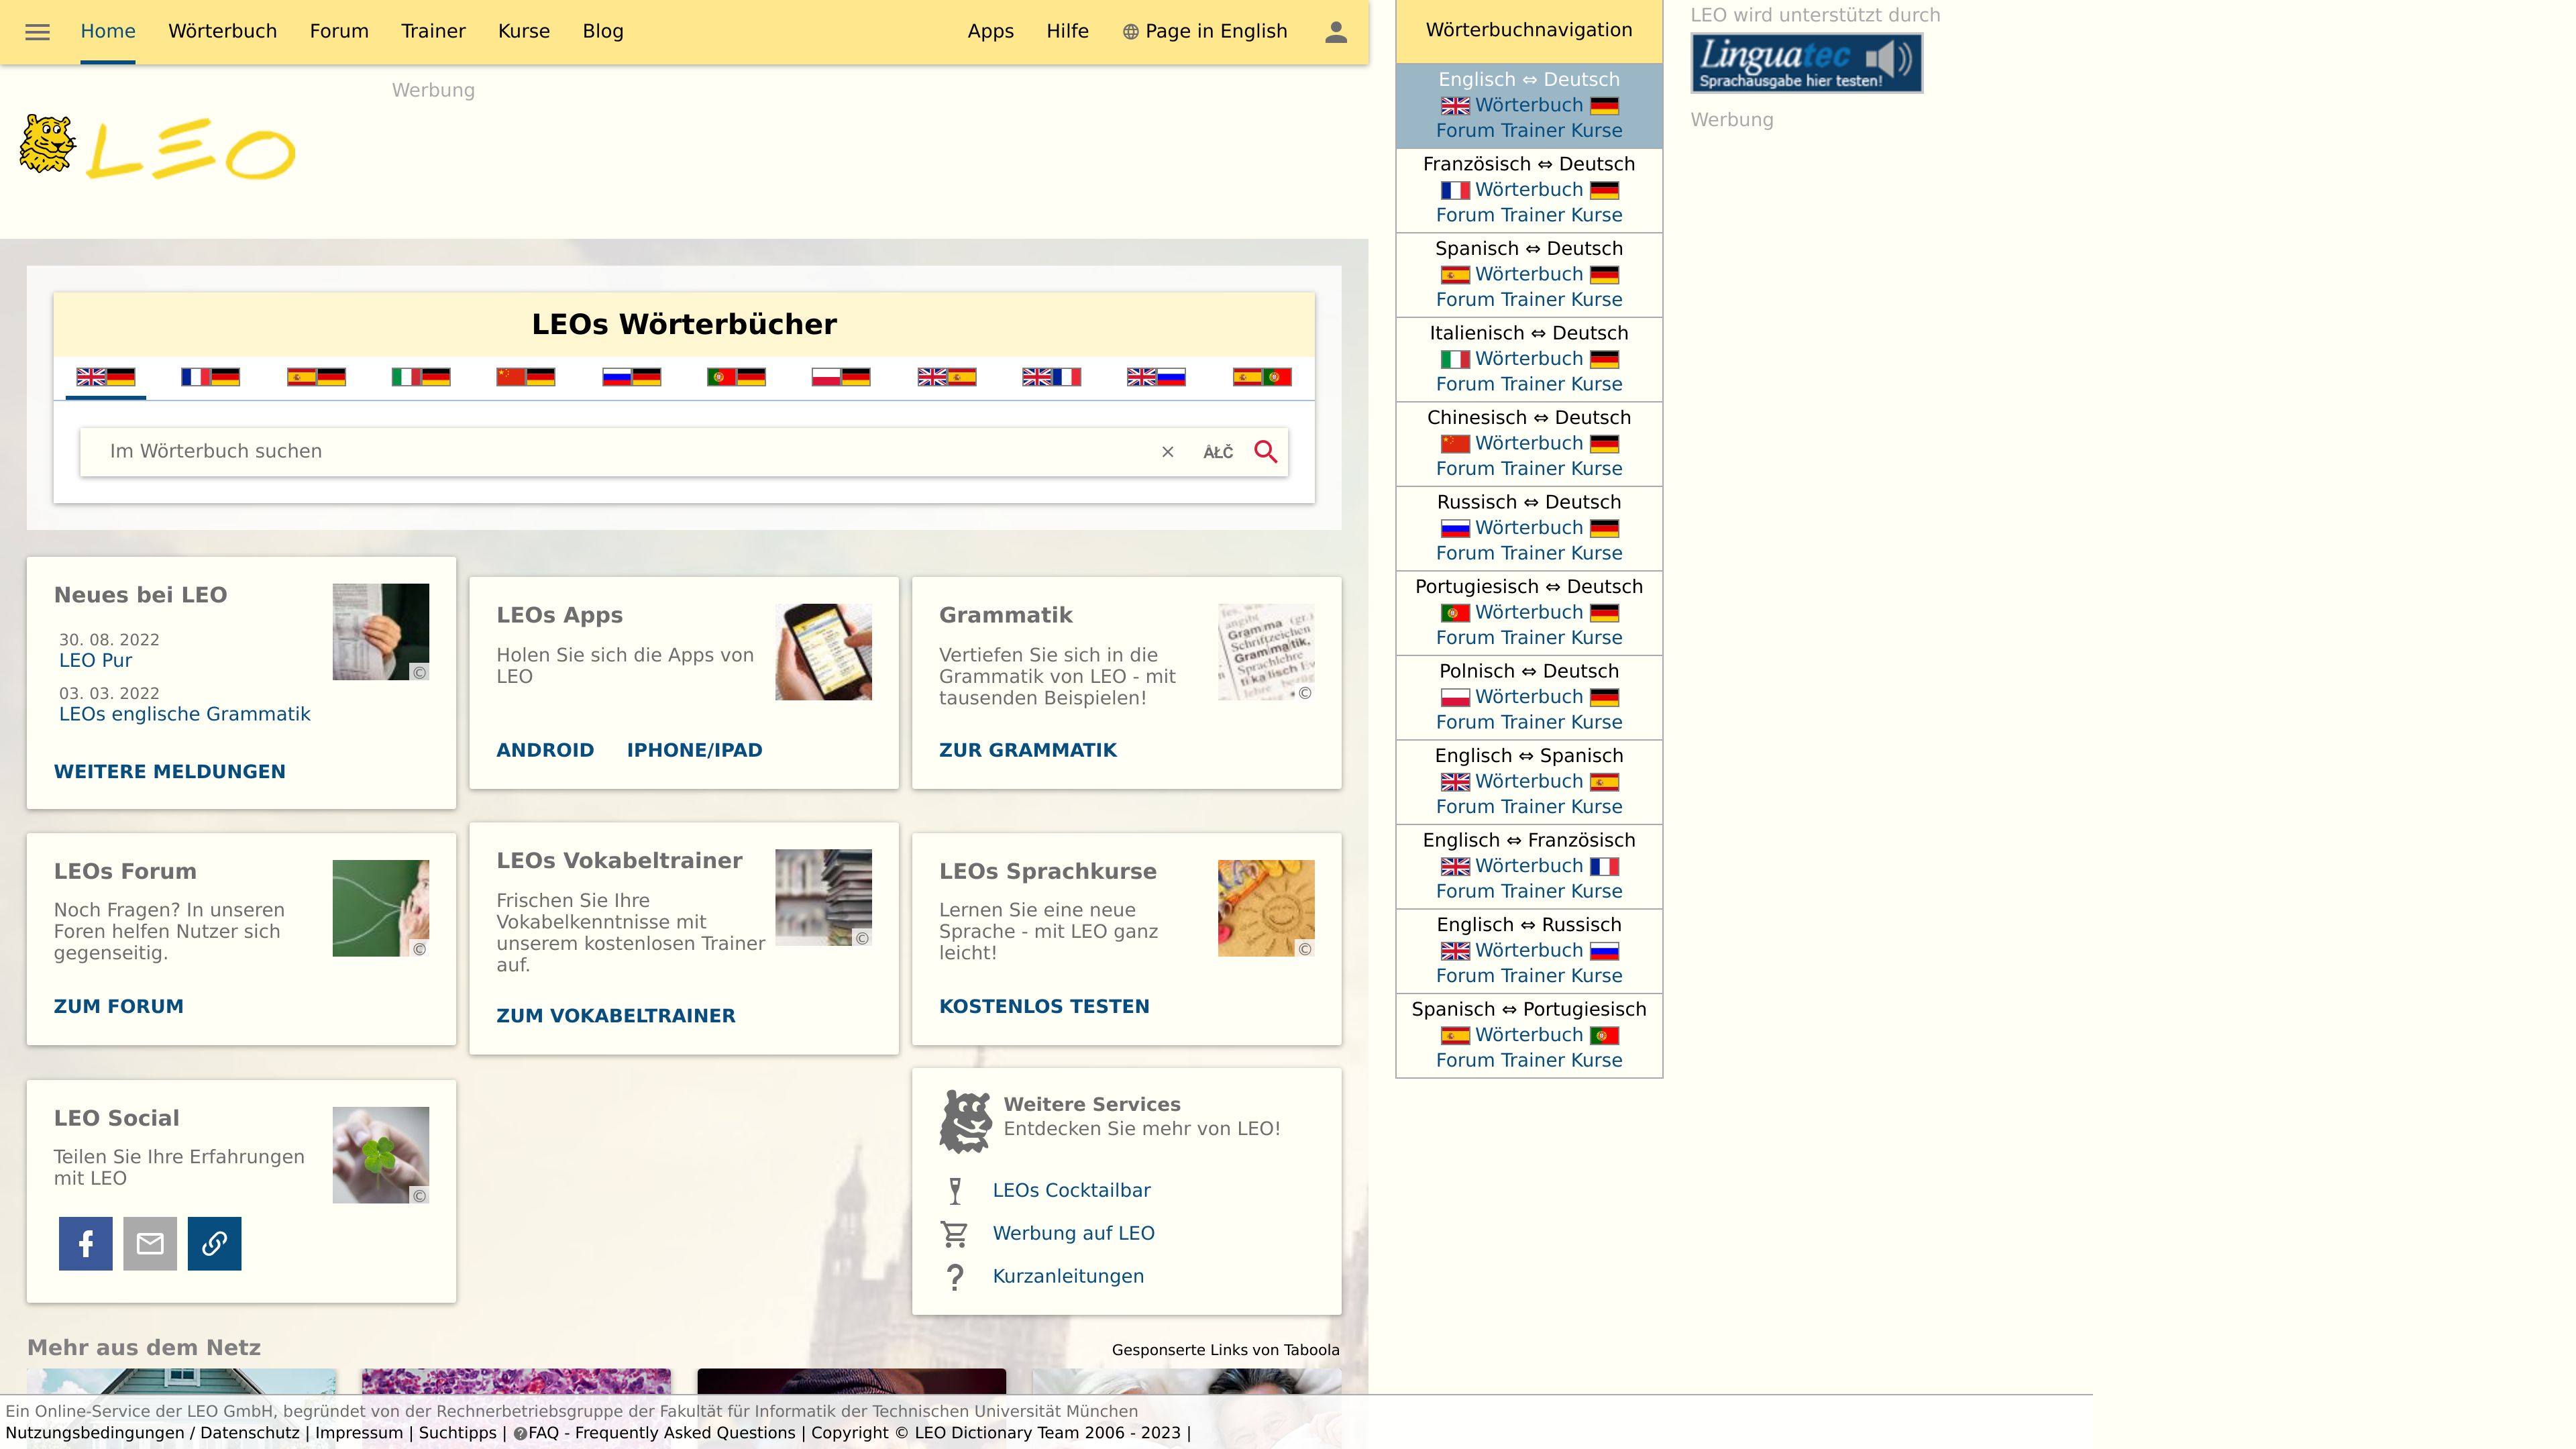 Home Wörterbuch Forum Trainer Kurse Blog Apps Hilfe Page in English
Werbung
LEO
LEOs Wörterbücher
Im Wörterbuch suchen ÂŁČ
Neues bei LEO
30. 08. 2022
LEO Pur
03. 03. 2022
LEOs englische Grammatik
WEITERE MELDUNGEN
LEOs Apps
Holen Sie sich die Apps von
LEO
ANDROID IPHONE/IPAD
Grammatik
Vertiefen Sie sich in die
Grammatik von LEO - mit
tausenden Beispielen!
ZUR GRAMMATIK
Grammatik,
Schriftzeichen
Sprachlehre
©
LEOs Forum
Noch Fragen? In unseren
Foren helfen Nutzer sich
gegenseitig.
ZUM FORUM
LEOs Vokabeltrainer
Frischen Sie Ihre
Vokabelkenntnisse mit
unserem kostenlosen Trainer
auf.
ZUM VOKABELTRAINER
LEOs Sprachkurse
Lernen Sie eine neue
Sprache - mit LEO ganz
leicht!
KOSTENLOS TESTEN
LEO Social
Teilen Sie Ihre Erfahrungen
mit LEO
Weitere Services
Entdecken Sie mehr von LEO!
LEOs Cocktailbar
Werbung auf LEO
Kurzanleitungen
Mehr aus dem Netz
Gesponserte Links von Taboola
Ein Online-Service der LEO GmbH, begründet von der Rechnerbetriebsgruppe der Fakultät für Informatik der Technischen Universität München
Nutzungsbedingungen / Datenschutz | Impressum | Suchtipps | FAQ - Frequently Asked Questions | Copyright © LEO Dictionary Team 2006 - 2023 |
Wörterbuchnavigation
Englisch ⇔ Deutsch
Wörterbuch
Forum Trainer Kurse
Französisch ⇔ Deutsch
Wörterbuch
Forum Trainer Kurse
Spanisch ⇔ Deutsch
Wörterbuch
Forum Trainer Kurse
Italienisch ⇔ Deutsch
Wörterbuch
Forum Trainer Kurse
Chinesisch ⇔ Deutsch
Wörterbuch
Forum Trainer Kurse
Russisch ⇔ Deutsch
Wörterbuch
Forum Trainer Kurse
Portugiesisch ⇔ Deutsch
Wörterbuch
Forum Trainer Kurse
Polnisch ⇔ Deutsch
Wörterbuch
Forum Trainer Kurse
Englisch ⇔ Spanisch
Wörterbuch
Forum Trainer Kurse
Englisch ⇔ Französisch
Wörterbuch
Forum Trainer Kurse
Englisch ⇔ Russisch
Wörterbuch
Forum Trainer Kurse
Spanisch ⇔ Portugiesisch
Wörterbuch
Forum Trainer Kurse
LEO wird unterstützt durch
Linguatec
Sprachausgabe hier testen!
Werbung